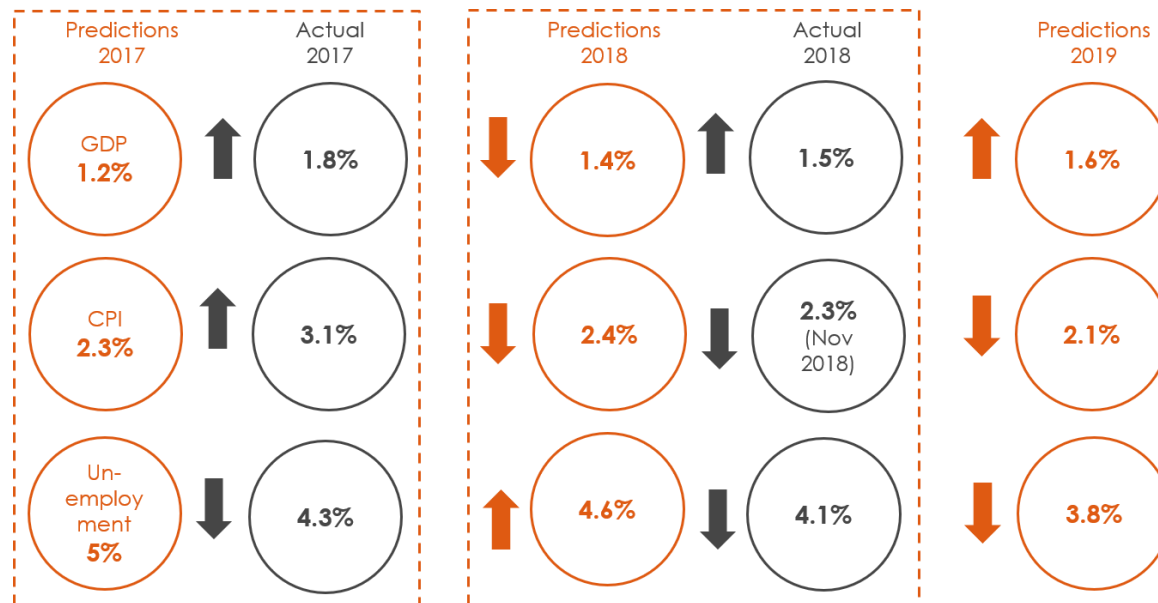 Predictions
2017
Actual
2017
Predictions
2018
Actual
2018
Predictions
2019
GDP
1.2%
1.8%
1.4%
1.5%
1.6%
CPI
2.3%
3.1%
2.4%
2.3%
(Nov
2018)
2.1%
Un-
employ
ment
5%
4.3%
4.6%
4.1%
3.8%